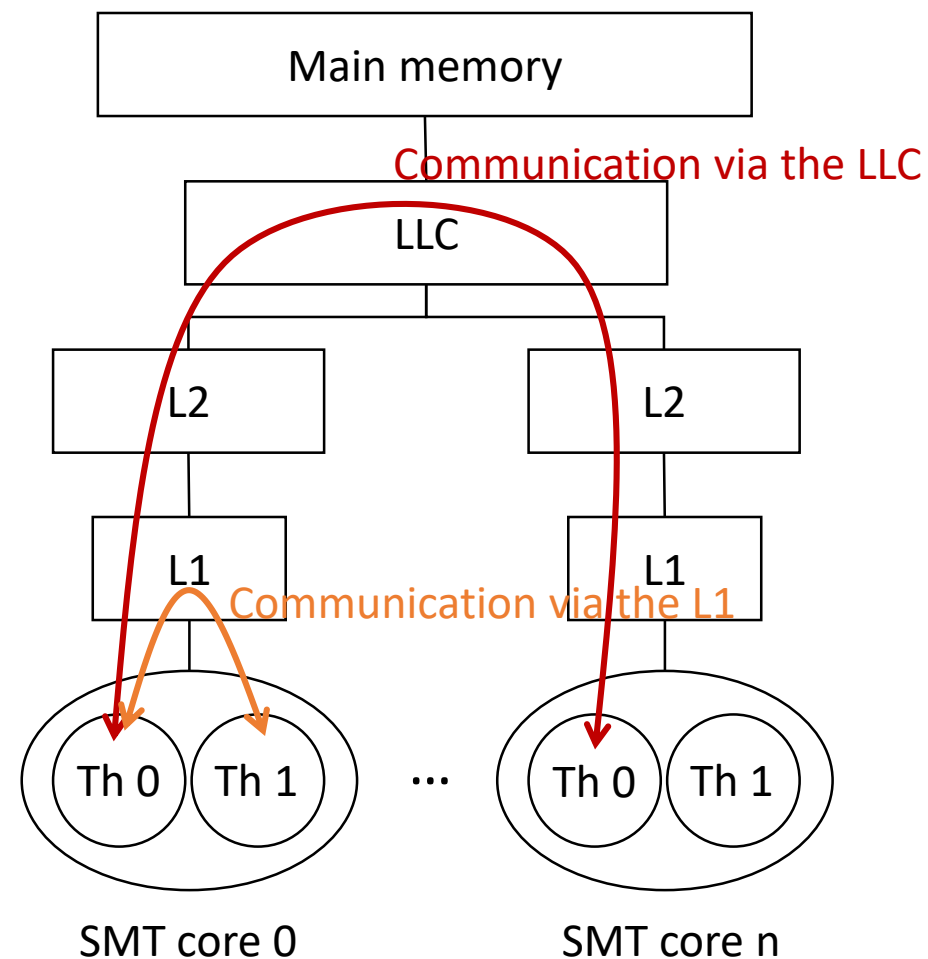 Main memory
Communication via the LLC
LLC
L2
L2
L1
L1
Communication via the L1
Th 0
Th 1
...
Th 0
Th 1
SMT core 0
SMT core n